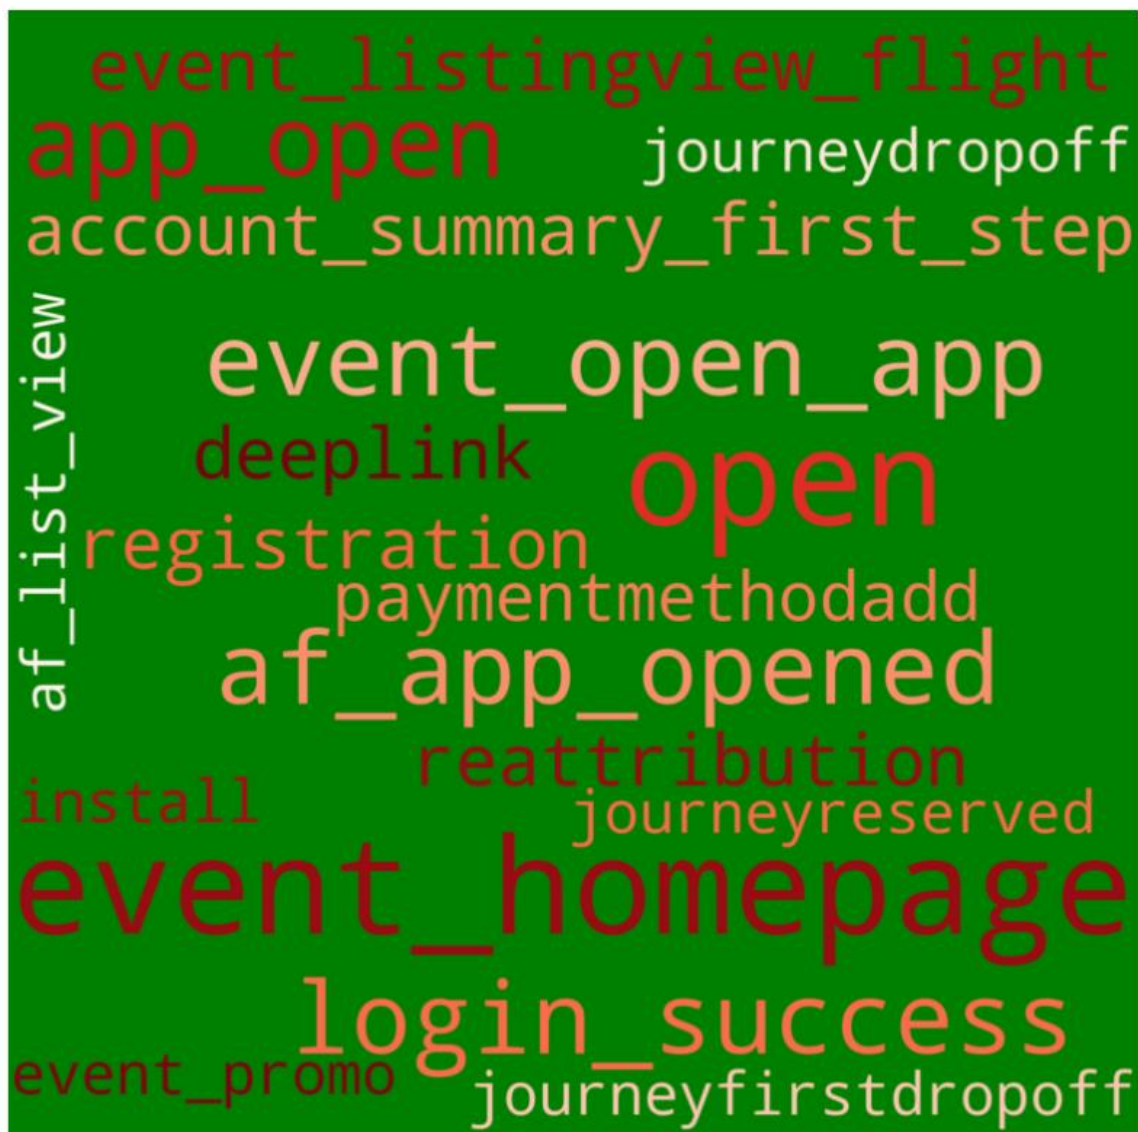 event_listingview_flight
app_open
journeydropoff
account_summary_first_step
af_list_view
event_open_app
deeplink
open
registration
paymentmethodadd
af_app_opened
reattribution
install
journeyreserved
event_homepage
login_success
event_promo
journeyfirstdropoff